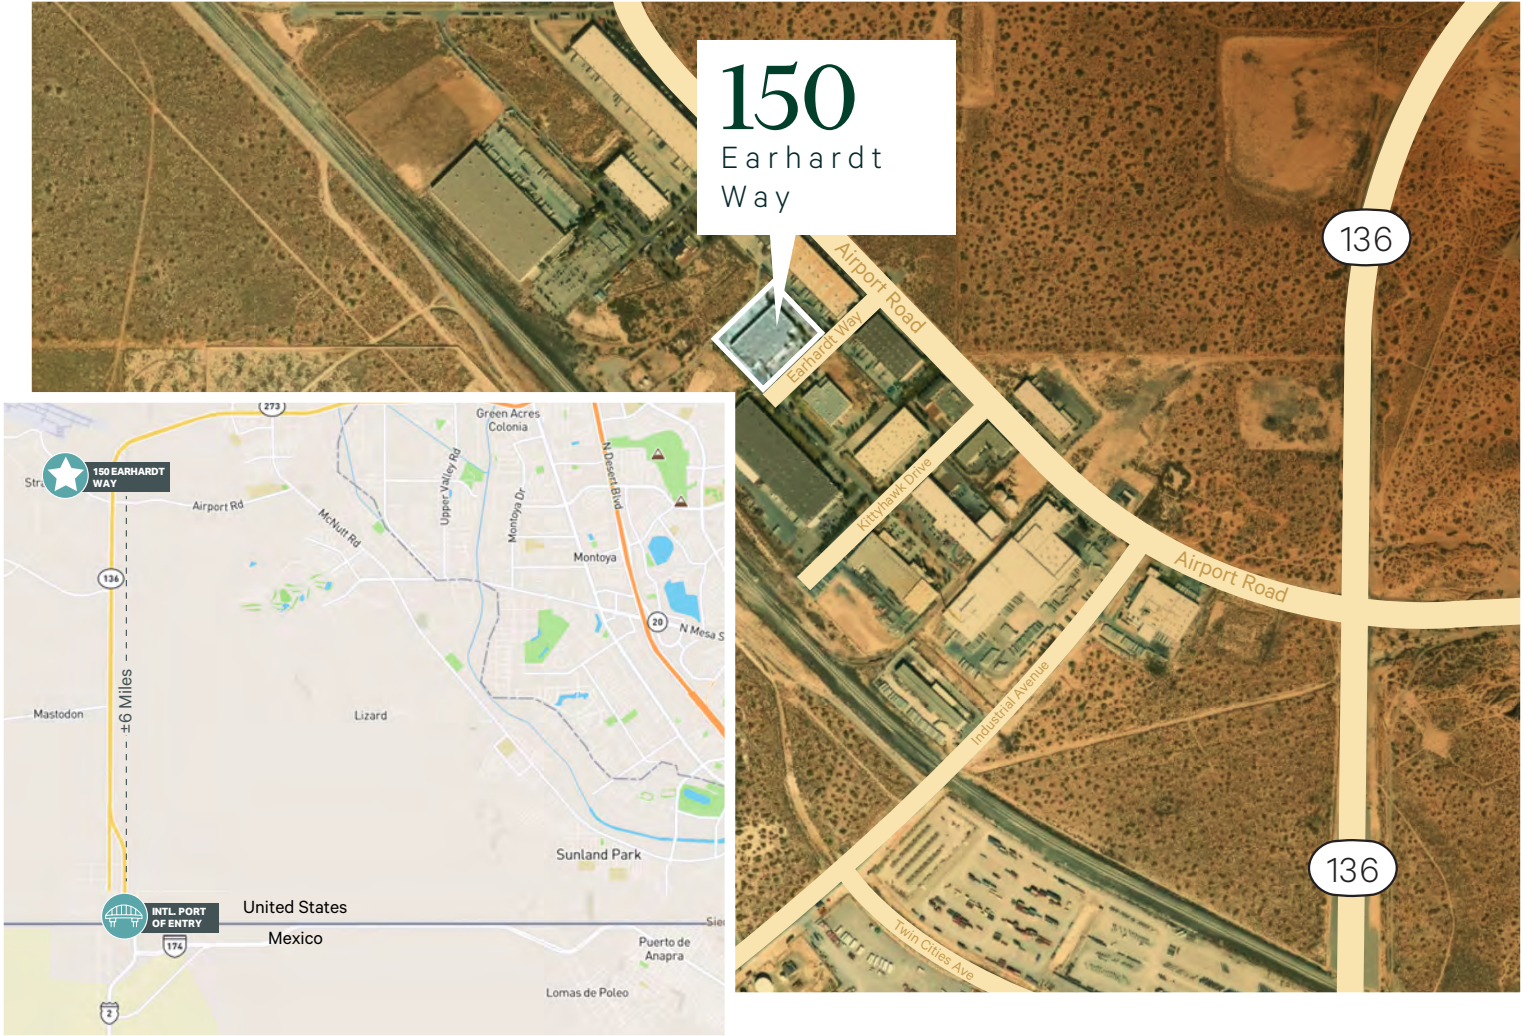 150
Earhardt
Way
136
Airport Road
Earhardt Way
Kittyhawk Drive
Airport Road
Industrial Avenue
136
Twin Cities Ave
273
Green Acres
Colonia
150 EARHARDT
WAY
Airport Rd
McNutt Rd
Upper Valley Rd
Montoya Dr
N Desert Blvd
Montoya
136
20
N Mesa S
±6 Miles
Mastodon
Lizard
Sunland Park
INTL. PORT
OF ENTRY
United States
Mexico
174
Puerto de
Anapra
Lomas de Poleo
2